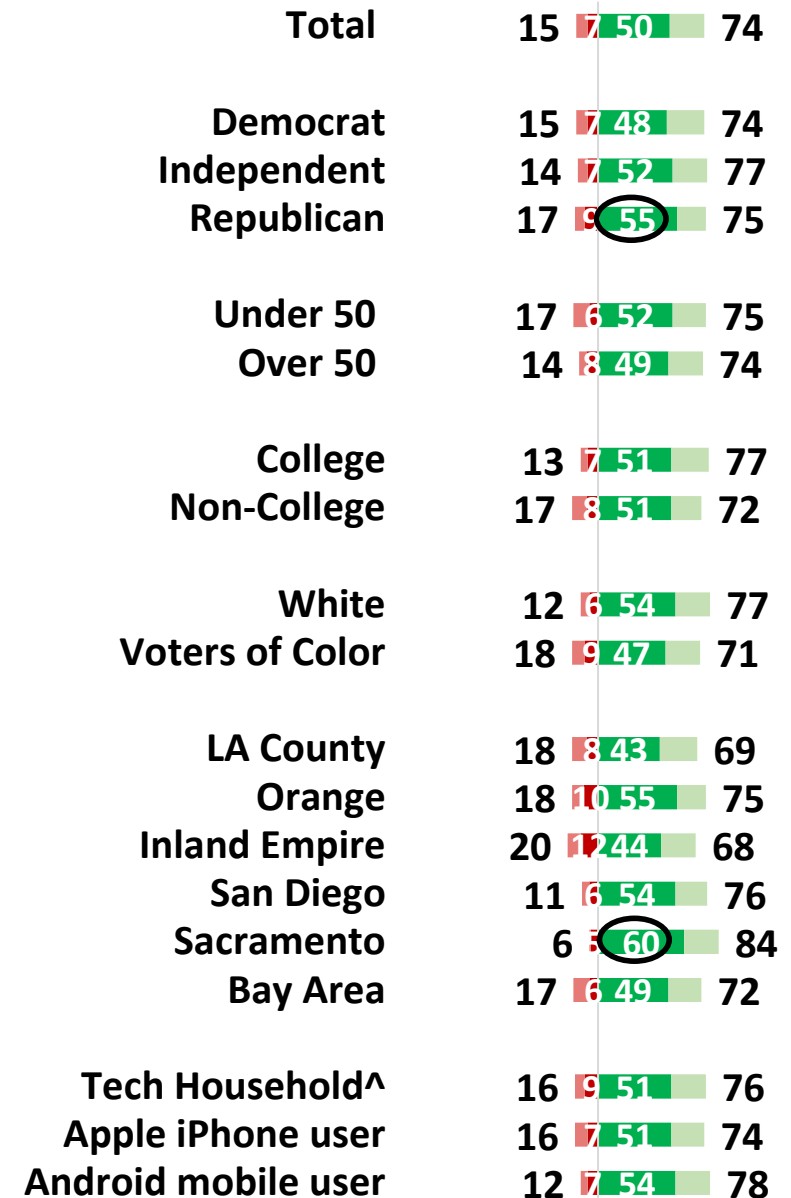 Total 15 7 50 74
Democrat 15 7 48 74
Independent 14 7 52 77
Republican 17 9 55 75
Under 50 17 6 52 75
Over 50 14 8 49 74
College 13 7 51 77
Non-College 17 8 51 72
White 12 6 54 77
Voters of Color 18 9 47 71
LA County 18 8 43 69
Orange 18 10 55 75
Inland Empire 20 12 44 68
San Diego 11 6 54 76
Sacramento 6 60 84
Bay Area 17 6 49 72
Tech Household^ 16 9 51 76
Apple iPhone user 16 7 51 74
Android mobile user 12 7 54 78